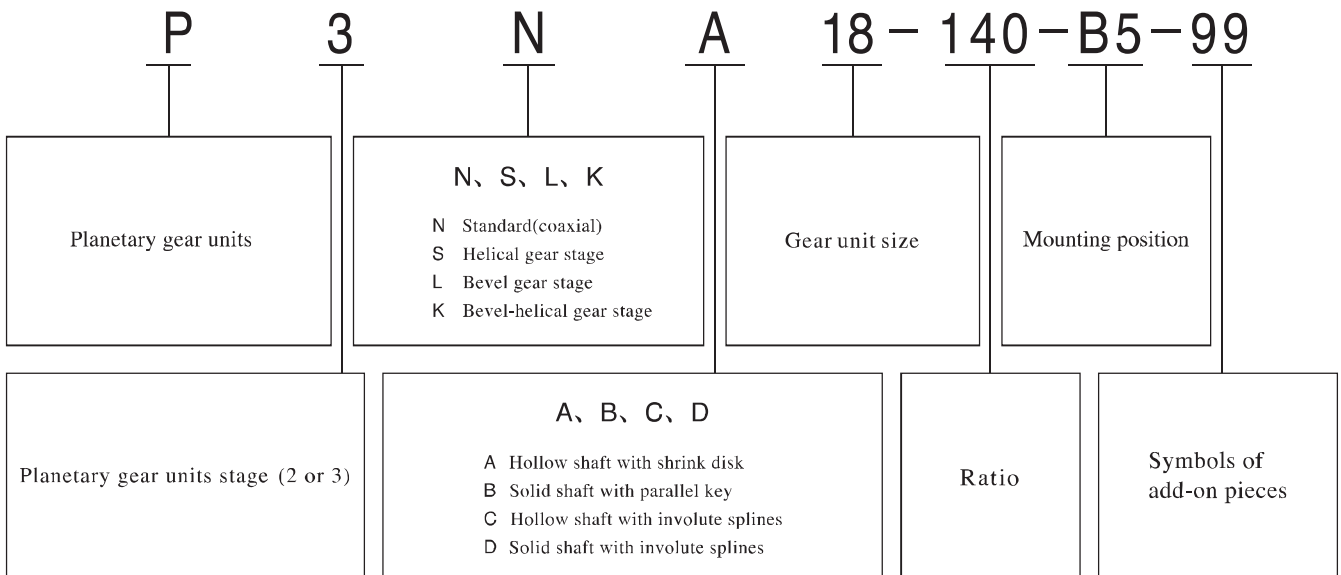 P 3 N A 18-140-B5-99
Planetary gear units
N、S、L、K
N Standard(coaxial)
S Helical gear stage
L Bevel gear stage
K Bevel-helical gear stage
Gear unit size
Mounting position
Planetary gear units stage (2 or 3)
A、B、C、D
A Hollow shaft with shrink disk
B Solid shaft with parallel key
C Hollow shaft with involute splines
D Solid shaft with involute splines
Ratio
Symbols of
add-on pieces